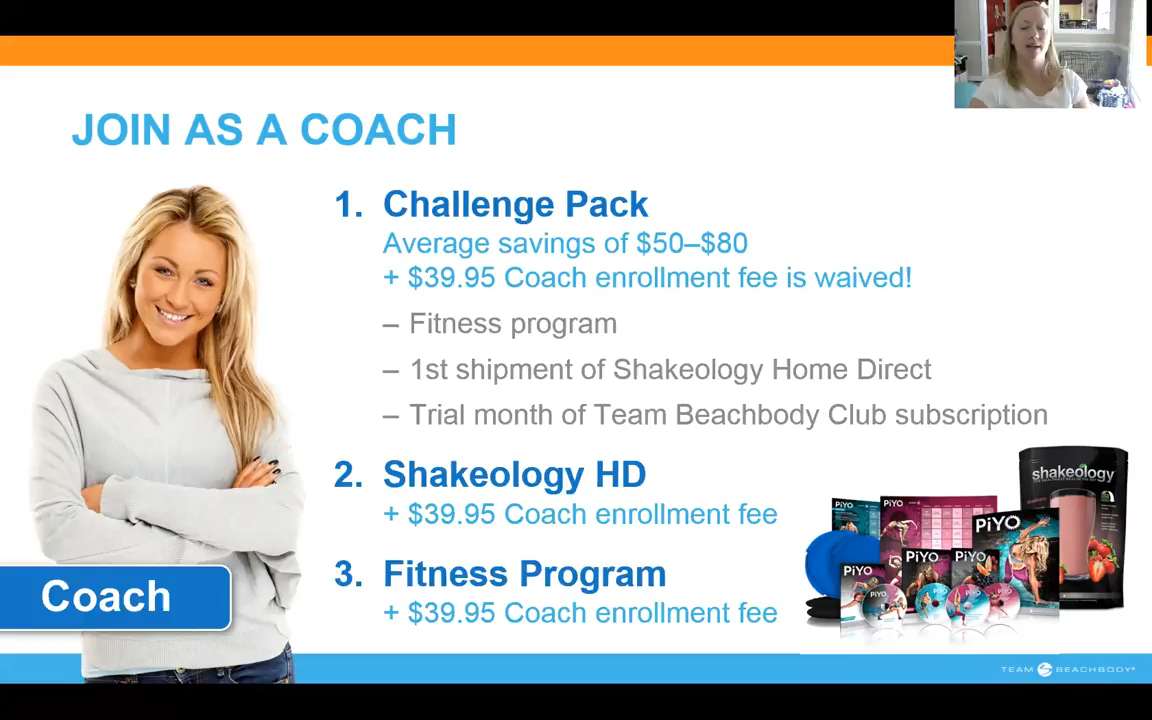 JOIN AS A COACH
1. Challenge Pack
Average savings of $50–$80
+ $39.95 Coach enrollment fee is waived!
– Fitness program
– 1st shipment of Shakeology Home Direct
– Trial month of Team Beachbody Club subscription
2. Shakeology HD
+ $39.95 Coach enrollment fee
3. Fitness Program
+ $39.95 Coach enrollment fee
Coach
shakeology
PiYO
PiYO
PiYO
PiYO
PiYO
PiYO
PiYO
TEAM BEACHBODY